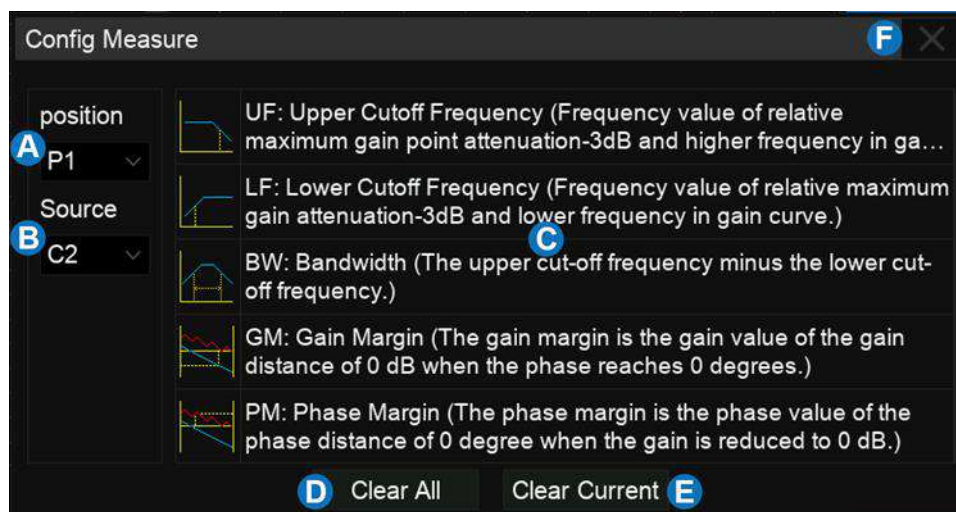 Config Measure
F
position
A
P1
Source
B
C2
UF: Upper Cutoff Frequency (Frequency value of relative
maximum gain point attenuation-3dB and higher frequency in ga...
LF: Lower Cutoff Frequency (Frequency value of relative maximum
gain attenuation-3dB and lower frequency in gain curve.)
C
BW: Bandwidth (The upper cut-off frequency minus the lower cut-
off frequency.)
GM: Gain Margin (The gain margin is the gain value of the gain
distance of 0 dB when the phase reaches 0 degrees.)
PM: Phase Margin (The phase margin is the phase value of the
phase distance of 0 degree when the gain is reduced to 0 dB.)
D Clear All Clear Current E